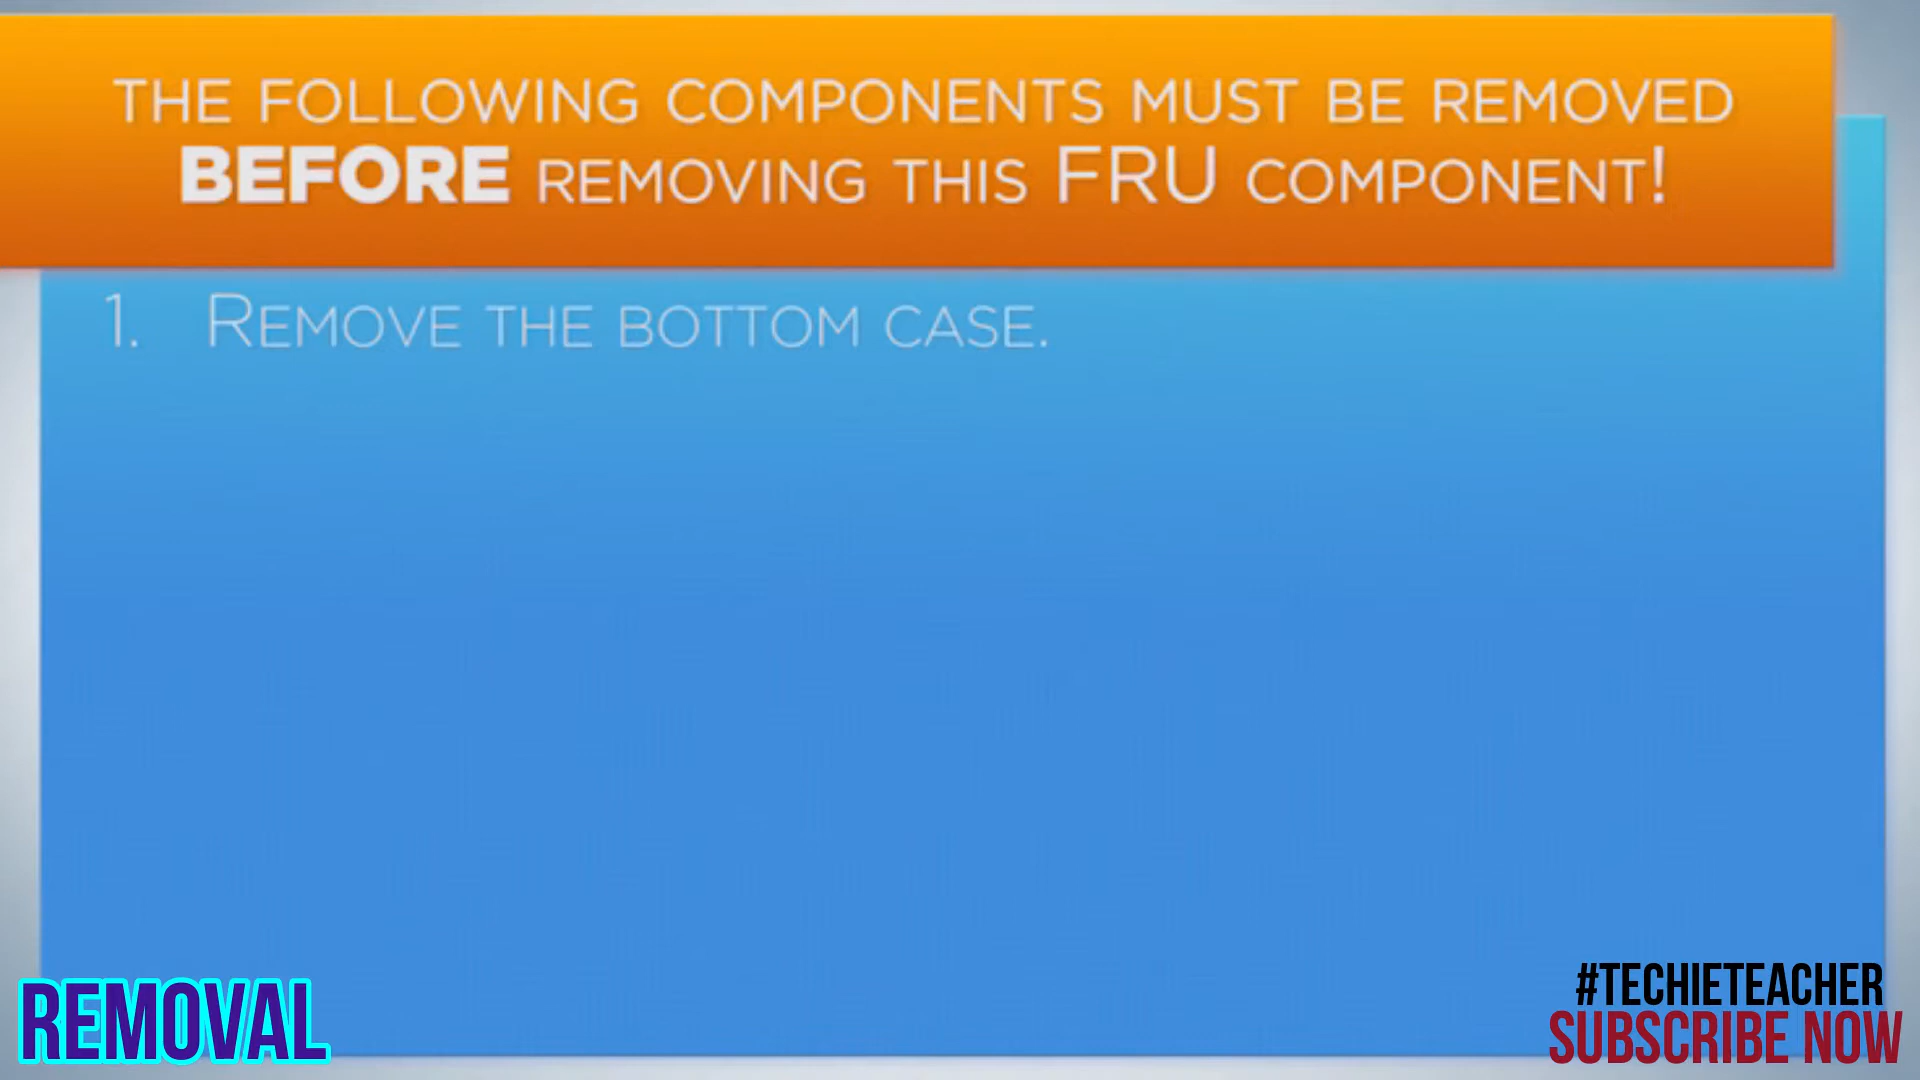 THE FOLLOWING COMPONENTS MUST BE REMOVED
BEFORE REMOVING THIS FRU COMPONENT!
1. REMOVE THE BOTTOM CASE.
REMOVAL
#TECHIETEACHER
SUBSCRIBE NOW